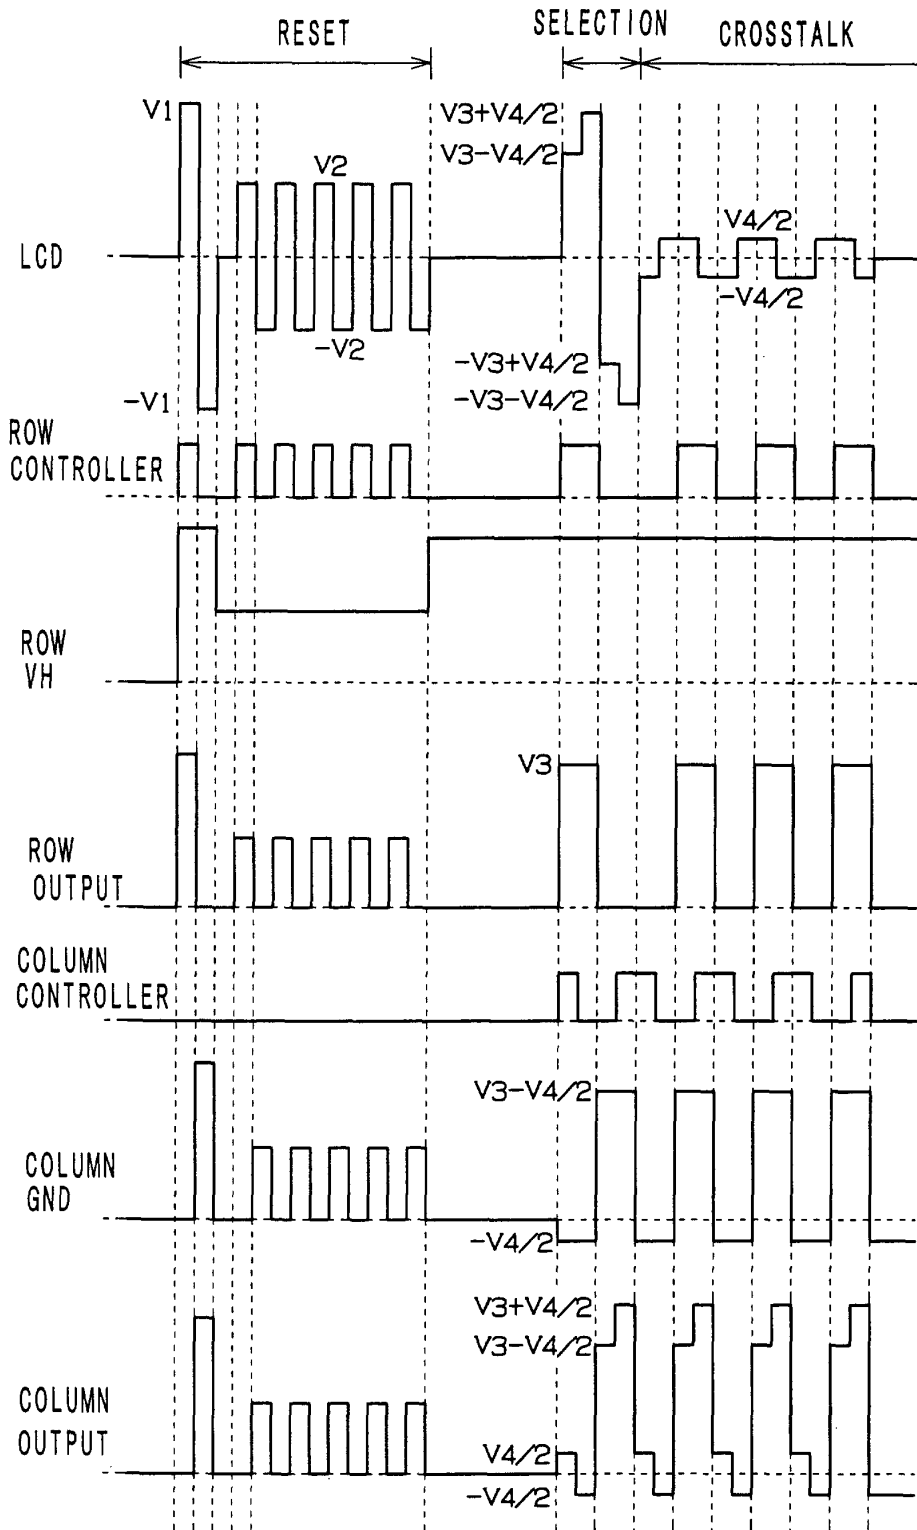 RESET
SELECTION
CROSSTALK
V1
V2
V3+V4/2
V3-V4/2
LCD
V4/2
-V4/2
-V2
-V3+V4/2
-V1
-V3-V4/2
ROW
CONTROLLER
ROW
VH
V3
ROW
OUTPUT
COLUMN
CONTROLLER
V3-V4/2
COLUMN
GND
-V4/2
V3+V4/2
V3-V4/2
COLUMN
OUTPUT
V4/2
-V4/2